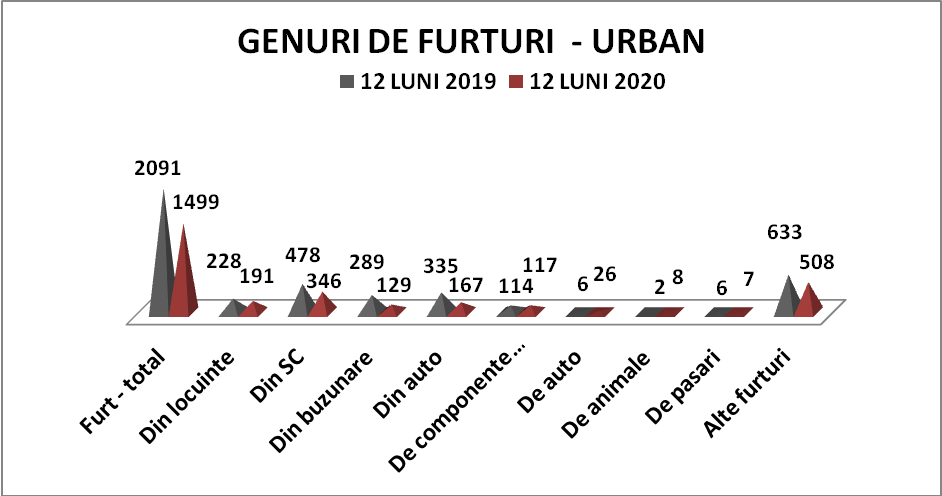 GENURI DE FURTURI - URBAN
12 LUNI 2019 12 LUNI 2020
2091 1499
228 191
478 346
289 129
335 167
114 117
6 26
2 8
6 7
633 508
Furt - total
Din locuinte
Din SC
Din buzunare
Din auto
De componente...
De auto
De animale
De pasari
Alte furturi